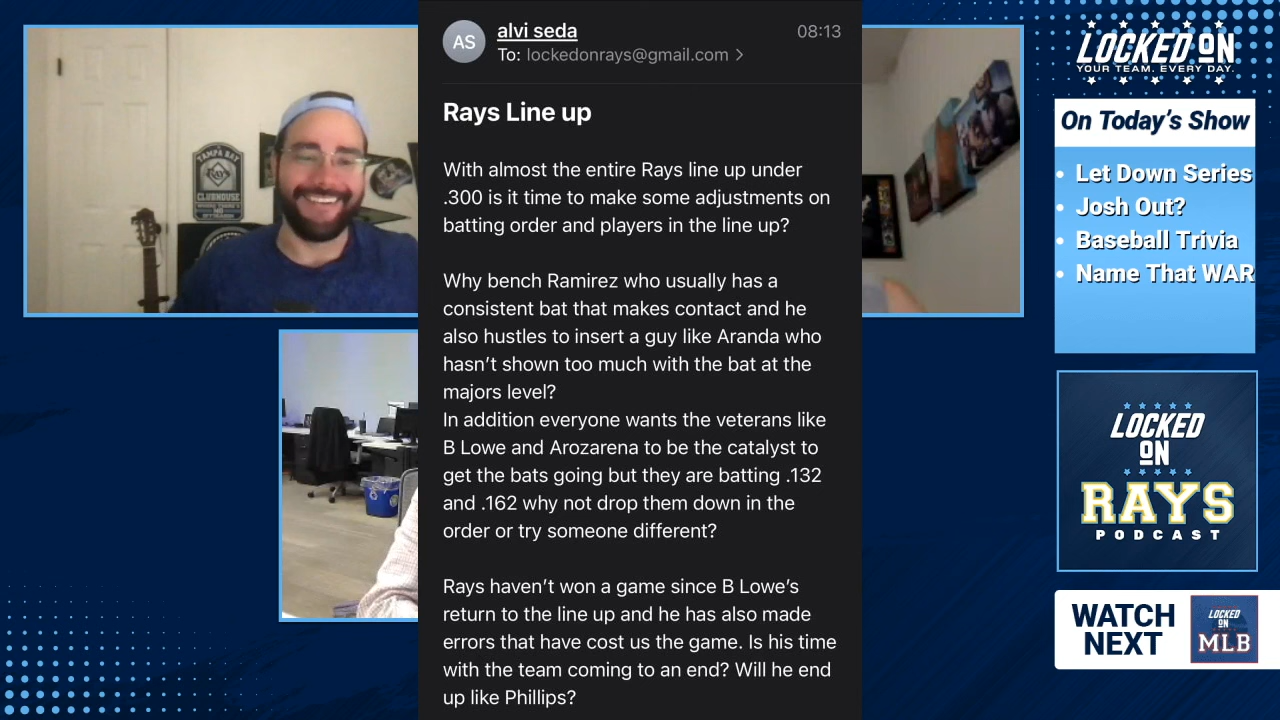 AS
alvi seda
08:13
To: lockedonrays@gmail.com >
Rays Line up
With almost the entire Rays line up under
.300 is it time to make some adjustments on
batting order and players in the line up?
Why bench Ramirez who usually has a
consistent bat that makes contact and he
also hustles to insert a guy like Aranda who
hasn’t shown too much with the bat at the
majors level?
In addition everyone wants the veterans like
B Lowe and Arozarena to be the catalyst to
get the bats going but they are batting .132
and .162 why not drop them down in the
order or try someone different?
Rays haven’t won a game since B Lowe’s
return to the line up and he has also made
errors that have cost us the game. Is his time
with the team coming to an end? Will he end
up like Phillips?
TAMPA BAY
Rays
CLUBHOUSE
LOCKED ON
YOUR TEAM. EVERY DAY.
On Today’s Show
• Let Down Series
• Josh Out?
• Baseball Trivia
• Name That WAR
LOCKED
ON
RAYS
PODCAST
WATCH
NEXT
LOCKED
ON
MLB